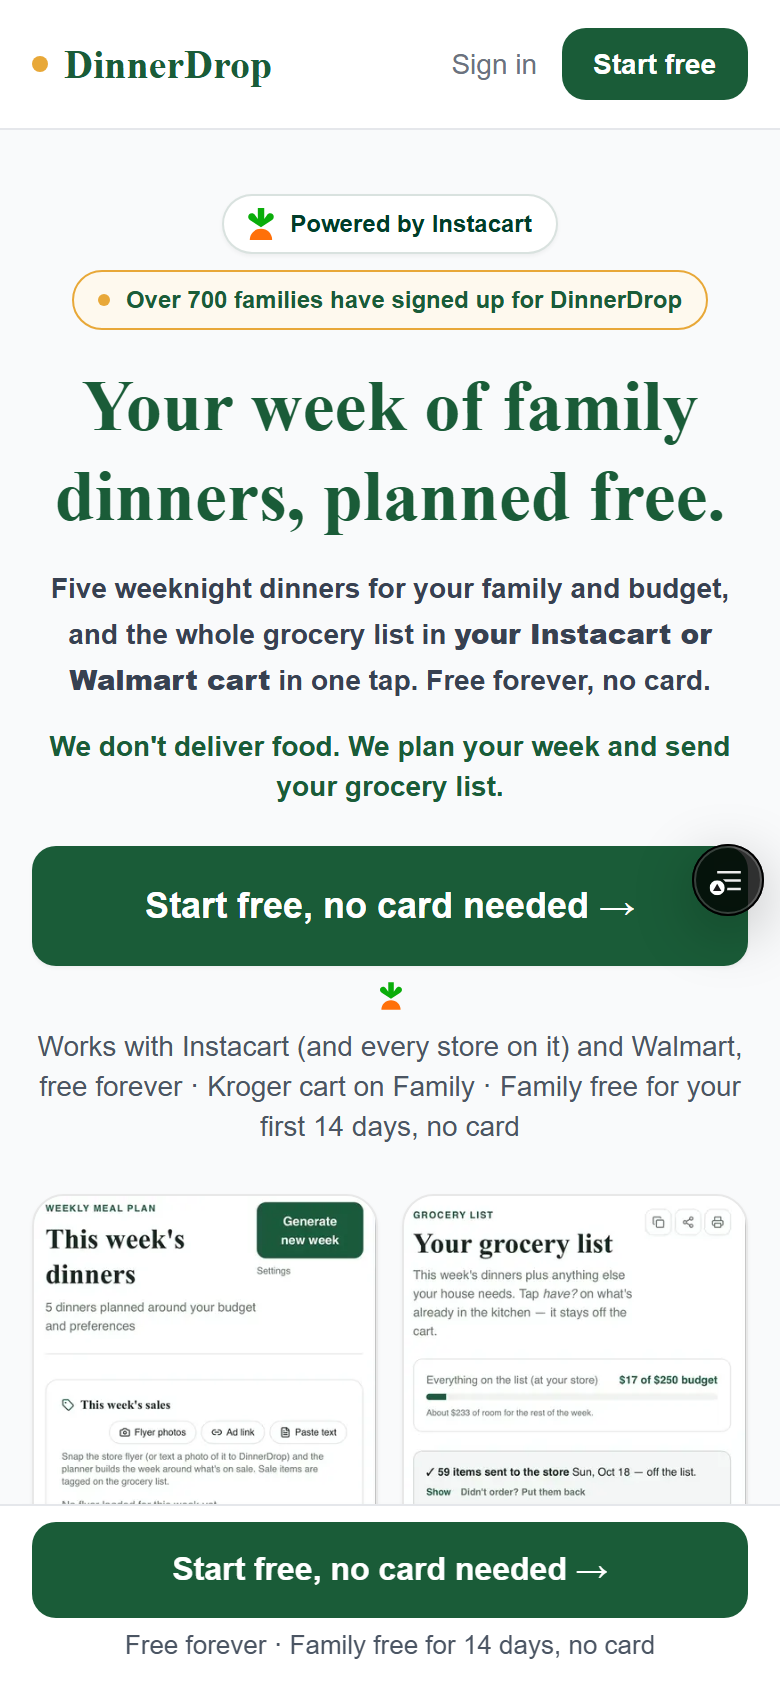 DinnerDrop
Sign in
Start free
Powered by Instacart
Over 700 families have signed up for DinnerDrop
Your week of family
dinners, planned free.
Five weeknight dinners for your family and budget,
and the whole grocery list in your Instacart or
Walmart cart in one tap. Free forever, no card.
We don't deliver food. We plan your week and send
your grocery list.
Start free, no card needed →
Works with Instacart (and every store on it) and Walmart,
free forever · Kroger cart on Family · Family free for your
first 14 days, no card
WEEKLY MEAL PLAN
This week's
dinners
Generate
new week
Settings
5 dinners planned around your budget
and preferences
This week's sales
Flyer photos
Ad link
Paste text
Snap the store flyer (or text a photo of it to DinnerDrop) and the
planner builds the week around what's on sale. Sale items are
tagged on the grocery list.
GROCERY LIST
Your grocery list
This week's dinners plus anything else
your house needs. Tap have? on what's
already in the kitchen — it stays off the
cart.
Everything on the list (at your store)
$17 of $250 budget
About $233 of room for the rest of the week.
✓ 59 items sent to the store Sun, Oct 18 — off the list.
Show
Didn't order? Put them back
Start free, no card needed →
Free forever · Family free for 14 days, no card